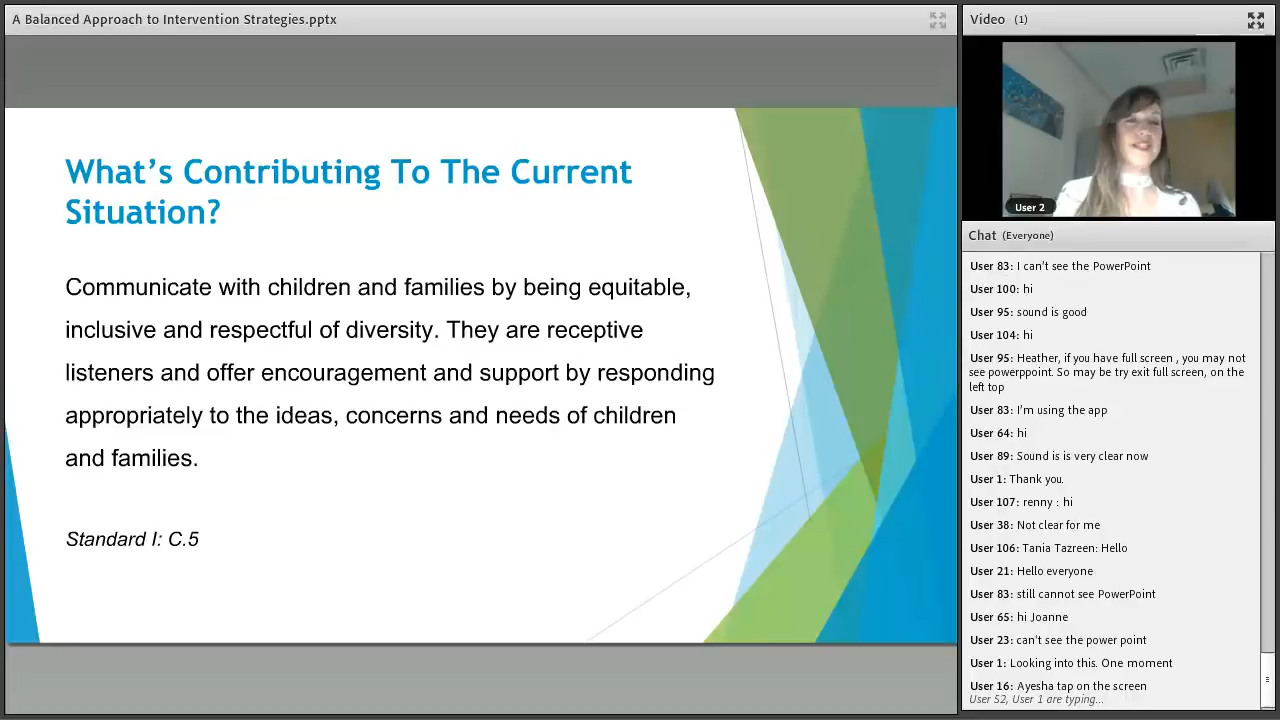 A Balanced Approach to Intervention Strategies.pptx
What's Contributing To The Current
Situation?
Communicate with children and families by being equitable,
inclusive and respectful of diversity. They are receptive
listeners and offer encouragement and support by responding
appropriately to the ideas, concerns and needs of children
and families.
Standard I: C.5
Video (1)
User 2
Chat (Everyone)
User 83: I can't see the PowerPoint
User 100: hi
User 95: sound is good
User 104: hi
User 95: Heather, if you have full screen , you may not
see powerppoint. So may be try exit full screen, on the
left top
User 83: I'm using the app
User 64: hi
User 89: Sound is is very clear now
User 1: Thank you.
User 107: renny : hi
User 38: Not clear for me
User 106: Tania Tazreen: Hello
User 21: Hello everyone
User 83: still cannot see PowerPoint
User 65: hi Joanne
User 23: can't see the power point
User 1: Looking into this. One moment
User 16: Ayesha tap on the screen
User 52, User 1 are typing...